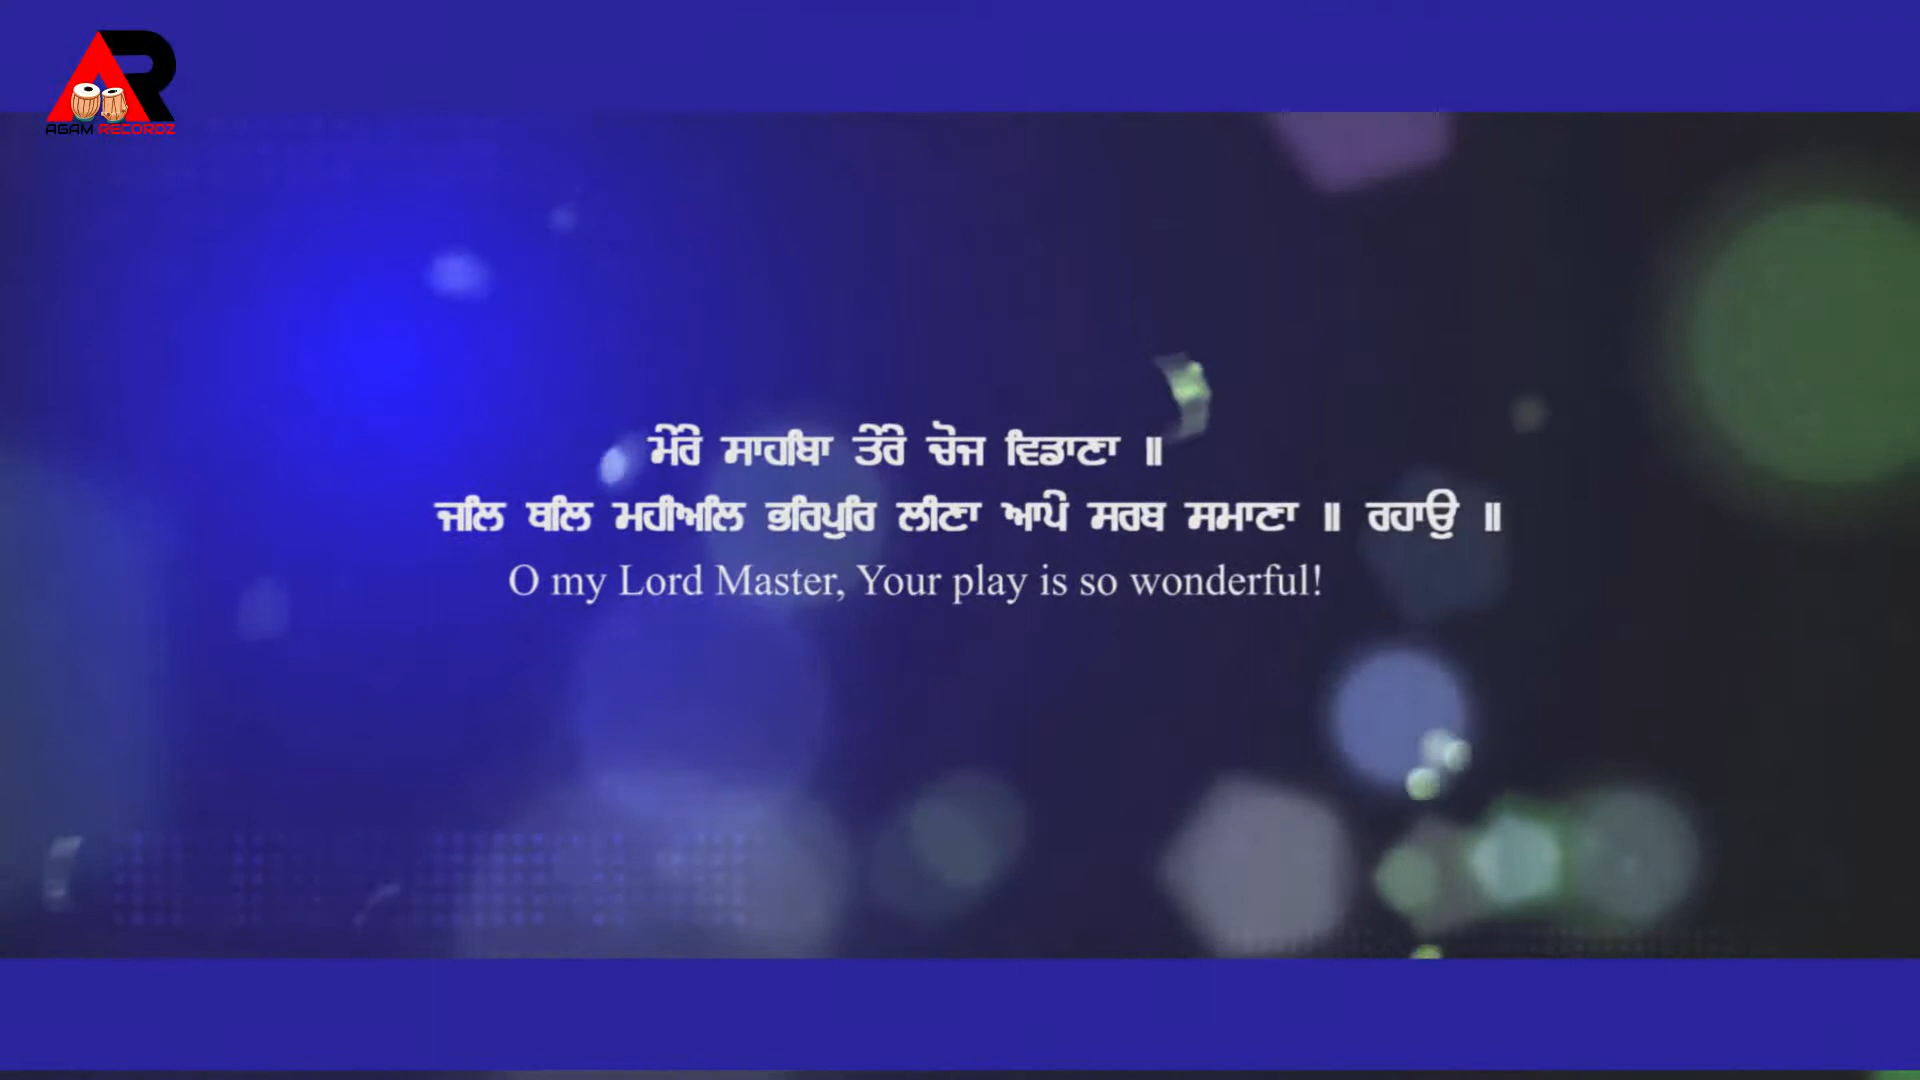 AGAM RECORDZ
ਮੇਰੇ ਸਾਹਿਬਾ ਤੇਰੇ ਚੋਜ ਵਿਡਾਣਾ ॥
ਜਲਿ ਥਲਿ ਮਹੀਅਲਿ ਭਰਿਪੁਰਿ ਲੀਣਾ ਆਪੇ ਸਰਬ ਸਮਾਣਾ ॥ ਰਹਾਉ ॥
O my Lord Master, Your play is so wonderful!